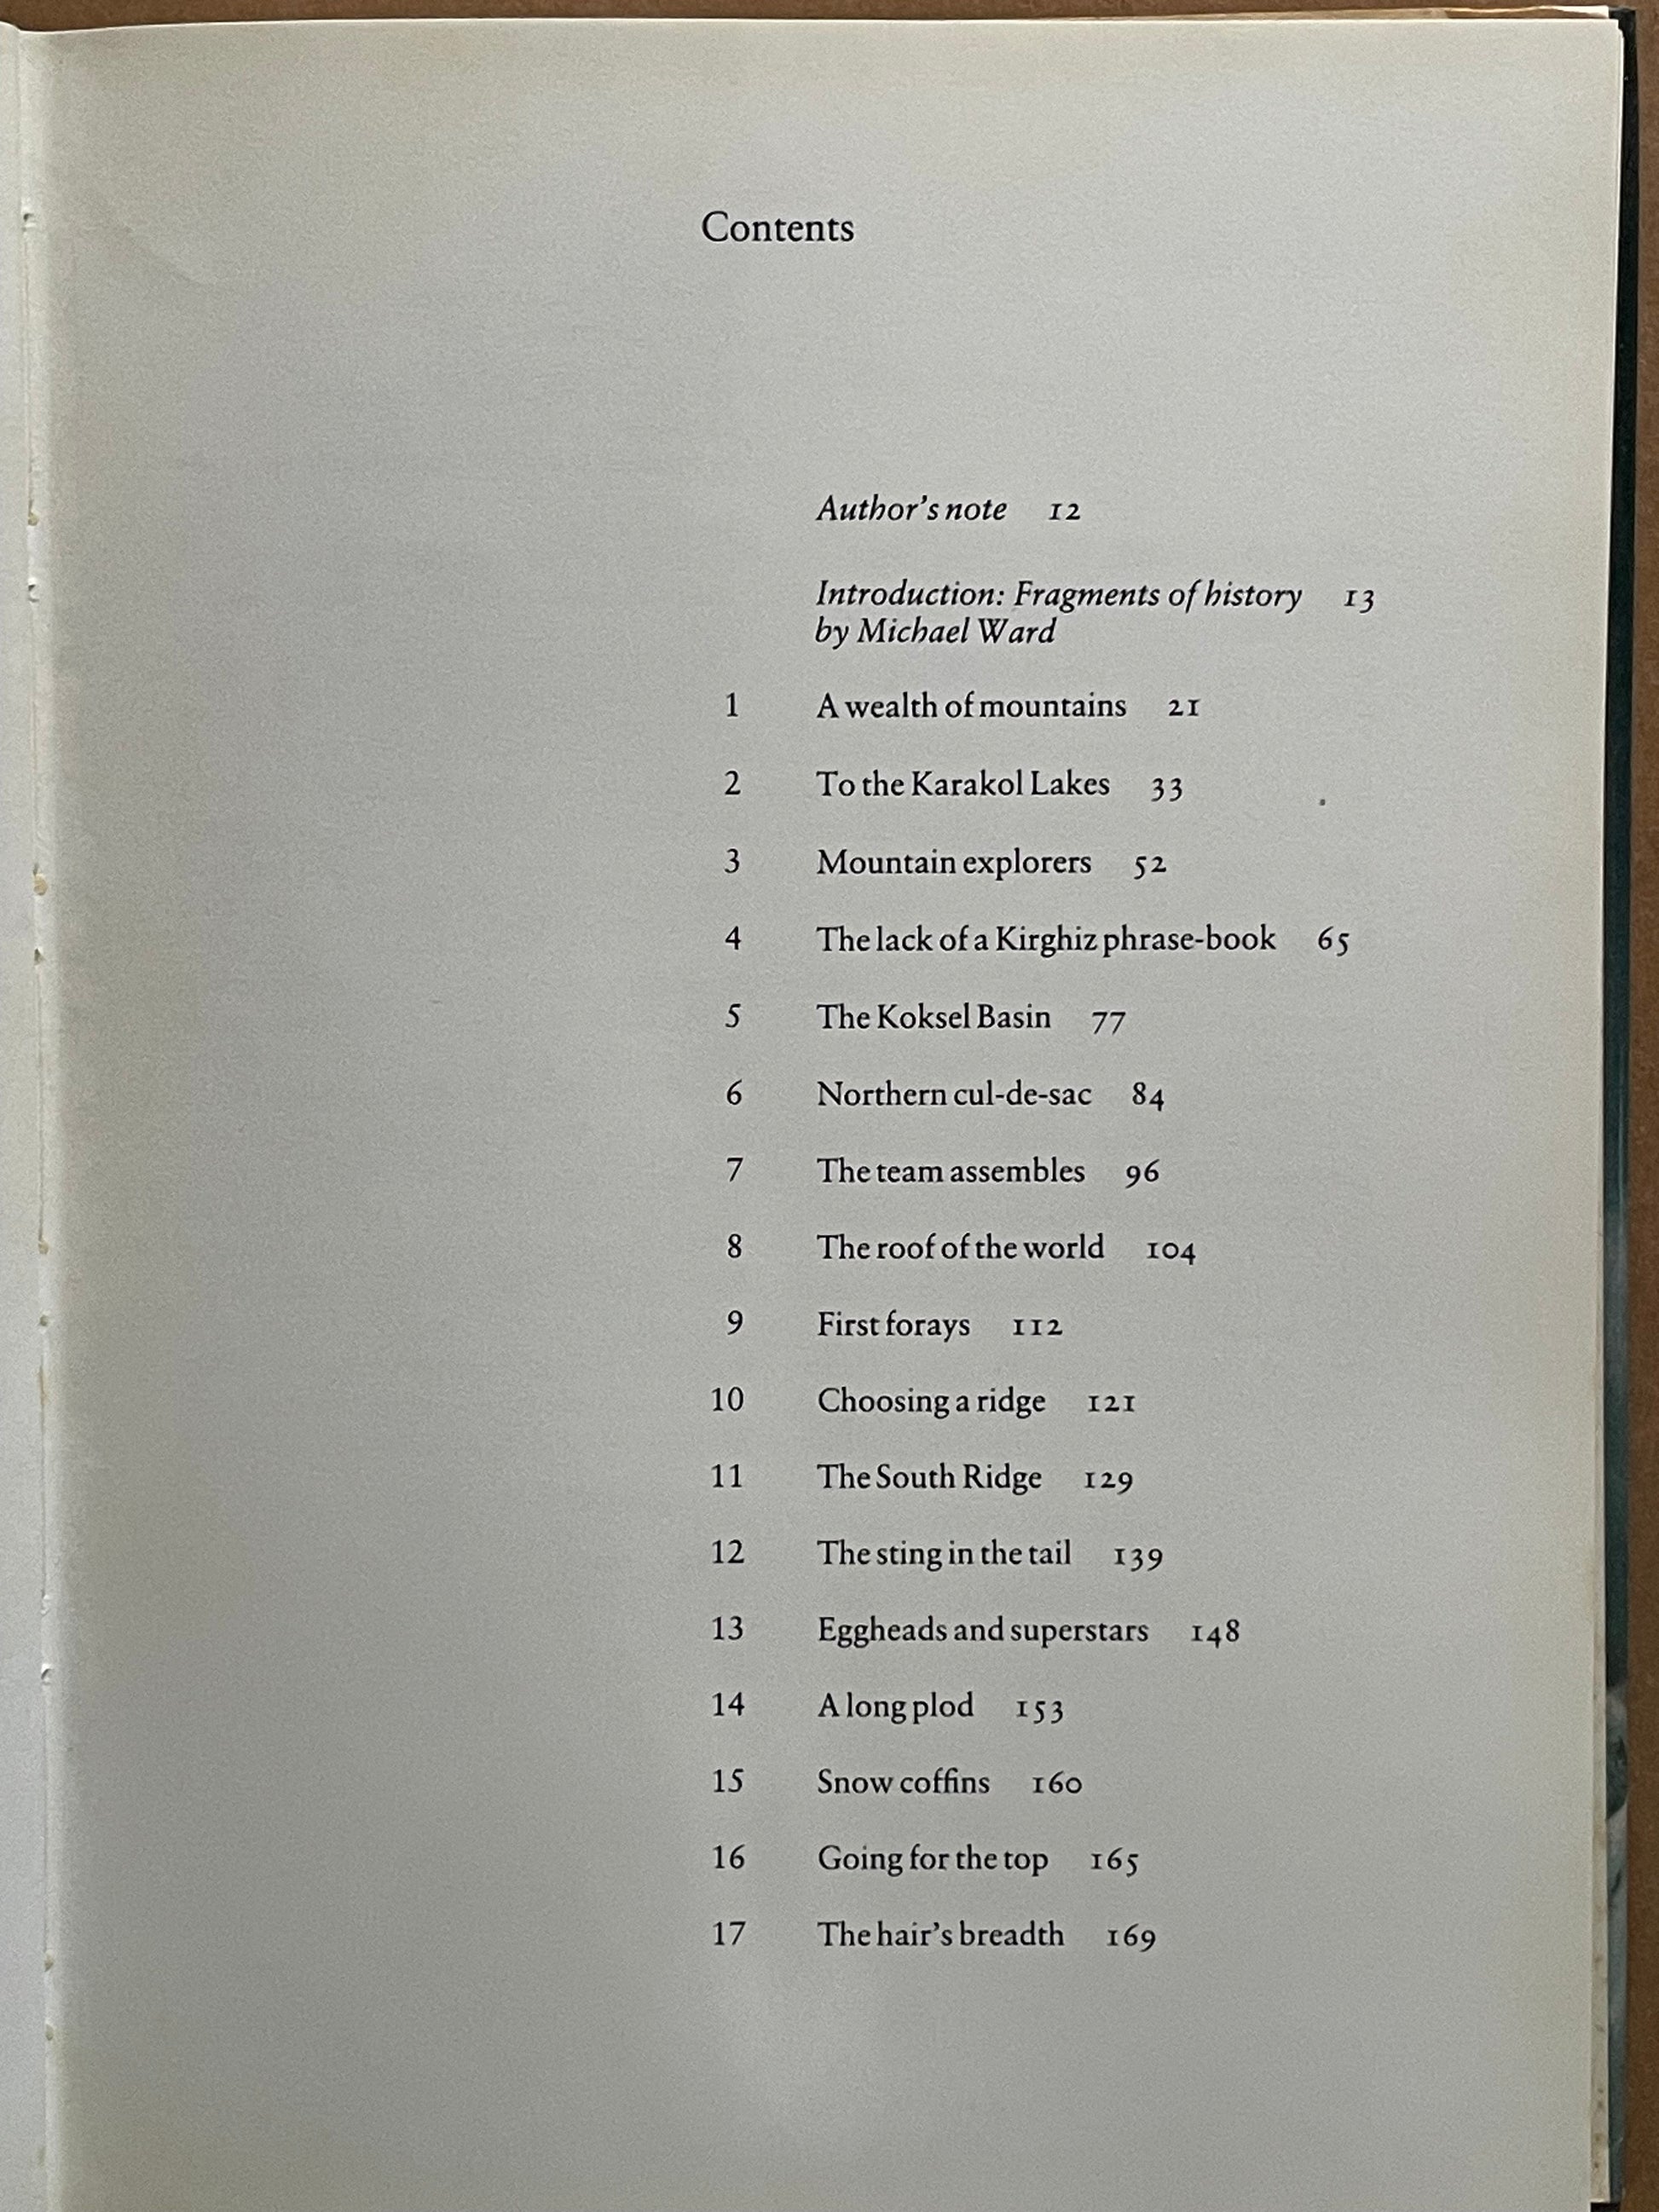 Contents
Author's note 12
Introduction: Fragments of history 13
by Michael Ward
1 A wealth of mountains 21
2 To the Karakol Lakes 33
3 Mountain explorers 52
4 The lack of a Kirghiz phrase-book 65
5 The Koksel Basin 77
6 Northern cul-de-sac 84
7 The team assembles 96
8 The roof of the world 104
9 First forays 112
10 Choosing a ridge 121
11 The South Ridge 129
12 The sting in the tail 139
13 Eggheads and superstars 148
14 A long plod 153
15 Snow coffins 160
16 Going for the top 165
17 The hair's breadth 169